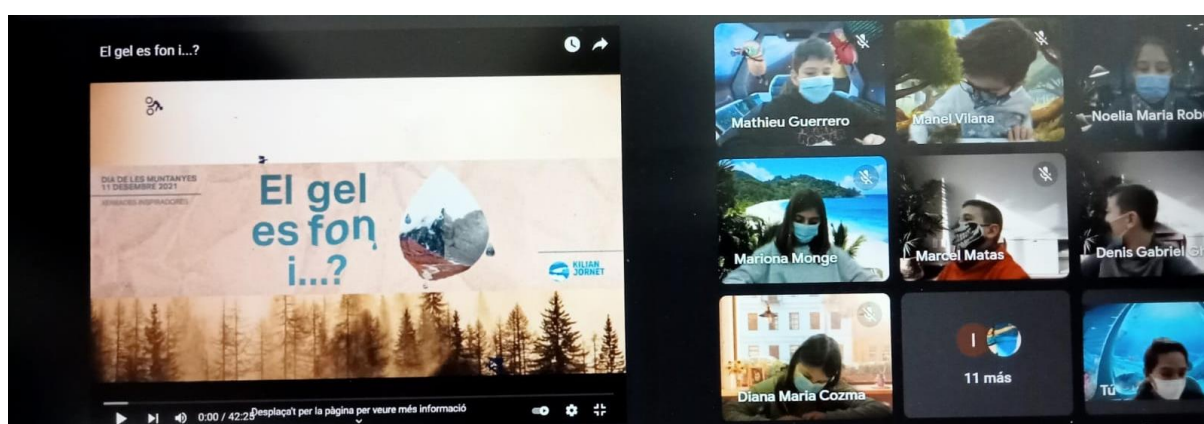 El gel es fon i...?
DIA DE LES MUNTANYES
11 DESEMBRE 2021
JORNADES INSPIRADORES
El gel
es fon
i...?
KILIAN
JORNET
0:00 / 42:25
Desplaça't per la pàgina per veure més informació
Mathieu Guerrero
Manel Vilana
Noelia Maria
Mariona Monge
Marcel Matas
Denis Gabriel
Diana Maria Cozma
I
11 más
Tú